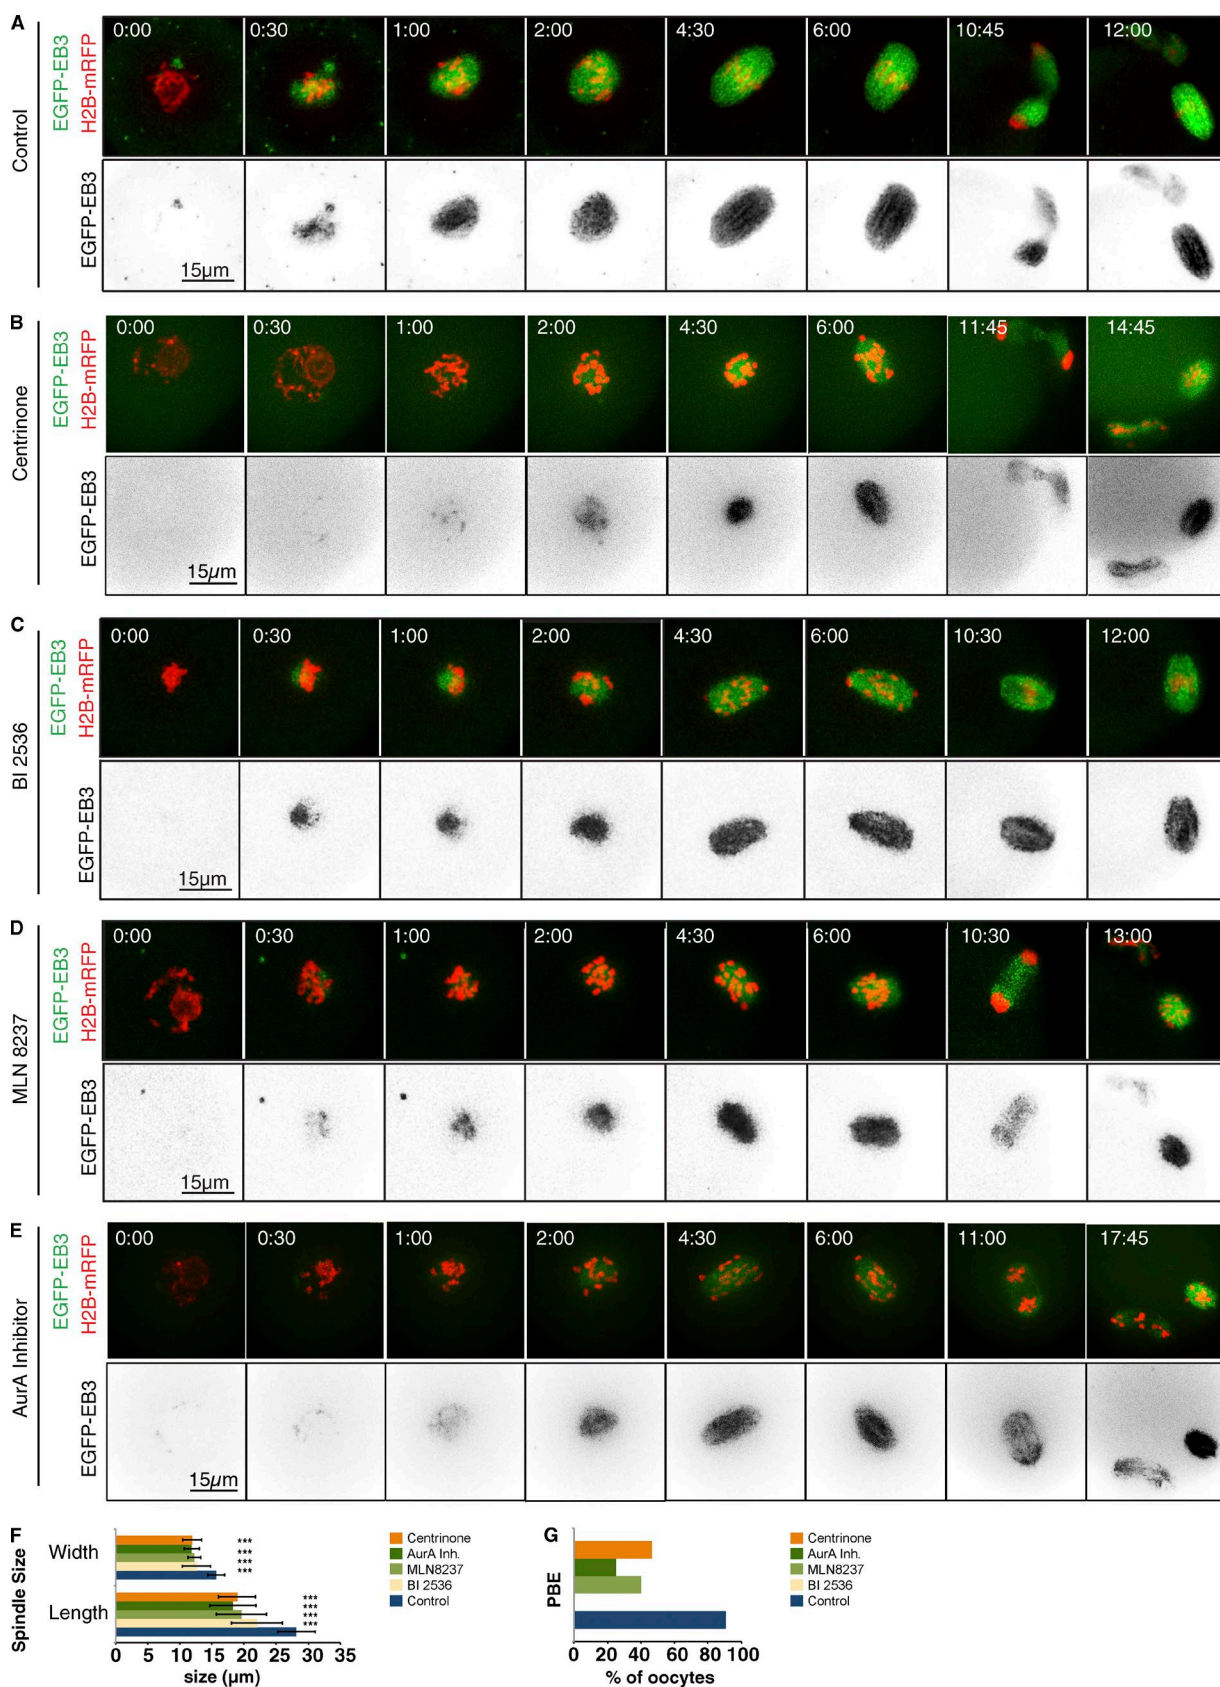 A
Control
EGFP-EB3
H2B-mRFP
0:00
0:30
1:00
2:00
4:30
6:00
10:45
12:00
EGFP-EB3
15µm
B
Centrinone
EGFP-EB3
H2B-mRFP
0:00
0:30
1:00
2:00
4:30
6:00
11:45
14:45
EGFP-EB3
15µm
C
BI 2536
EGFP-EB3
H2B-mRFP
0:00
0:30
1:00
2:00
4:30
6:00
10:30
12:00
EGFP-EB3
15µm
D
MLN 8237
EGFP-EB3
H2B-mRFP
0:00
0:30
1:00
2:00
4:30
6:00
10:30
13:00
EGFP-EB3
15µm
E
AurA Inhibitor
EGFP-EB3
H2B-mRFP
0:00
0:30
1:00
2:00
4:30
6:00
11:00
17:45
EGFP-EB3
15µm
F
Spindle Size
Width
***
***
***
***
Length
***
***
***
***
0 5 10 15 20 25 30 35
size (µm)
Centrinone
AurA Inh.
MLN8237
BI 2536
Control
G
PBE
0 20 40 60 80 100
% of oocytes
Centrinone
AurA Inh.
MLN8237
BI 2536
Control